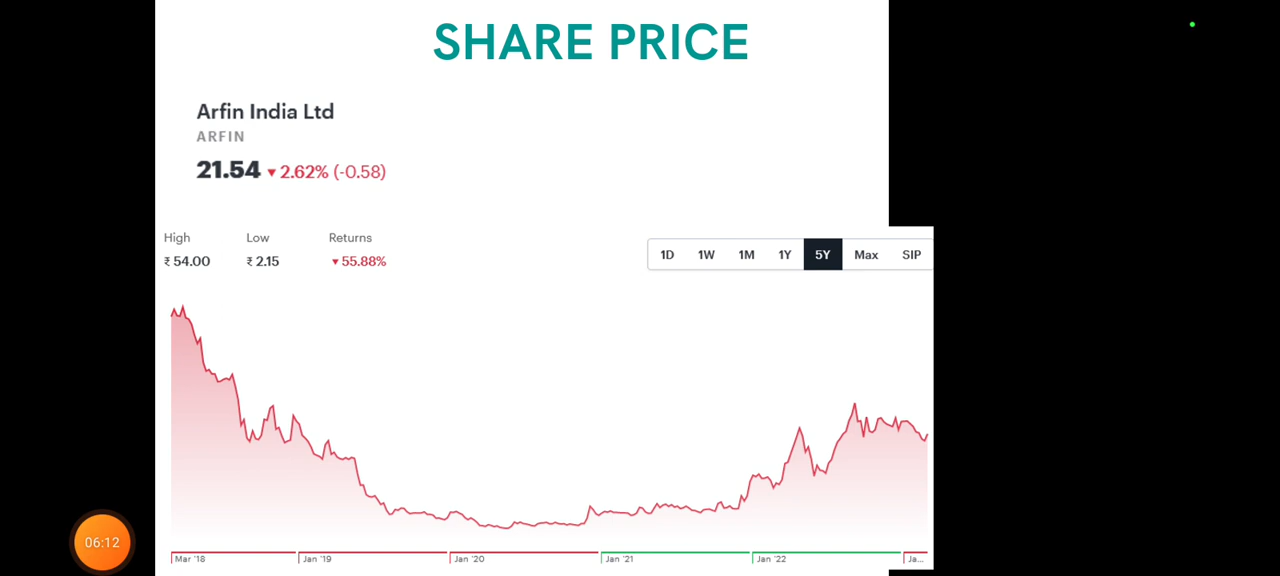 SHARE PRICE
Arfin India Ltd
ARFIN
21.54 ▼ 2.62% (-0.58)
High Low Returns
₹ 54.00 ₹ 2.15 ▼ 55.88%
1D 1W 1M 1Y 5Y Max SIP
Mar '18 Jan '19 Jan '20 Jan '21 Jan '22 Ja...
06:12